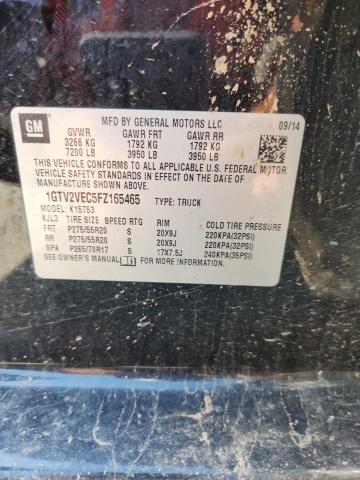 GM
MFD BY GENERAL MOTORS LLC
09/14
GVWR GAWR FRT GAWR RR
3266 KG 1792 KG 1792 KG
7200 LB 3950 LB 3950 LB
THIS VEHICLE CONFORMS TO ALL APPLICABLE U.S. FEDERAL MOTOR
VEHICLE SAFETY STANDARDS IN EFFECT ON THE DATE OF
MANUFACTURE SHOWN ABOVE.
1GTV2VEC5FZ165465 TYPE: TRUCK
MODEL: K15753
KJL3 TIRE SIZE SPEED RTG RIM COLD TIRE PRESSURE
FRT P275/55R20 S 20X9J 220KPA(32PSI)
RR P275/55R20 S 20X9J 220KPA(32PSI)
SPA P265/70R17 S 17X7.5J 240KPA(35PSI)
SEE OWNER'S MANUAL FOR MORE INFORMATION